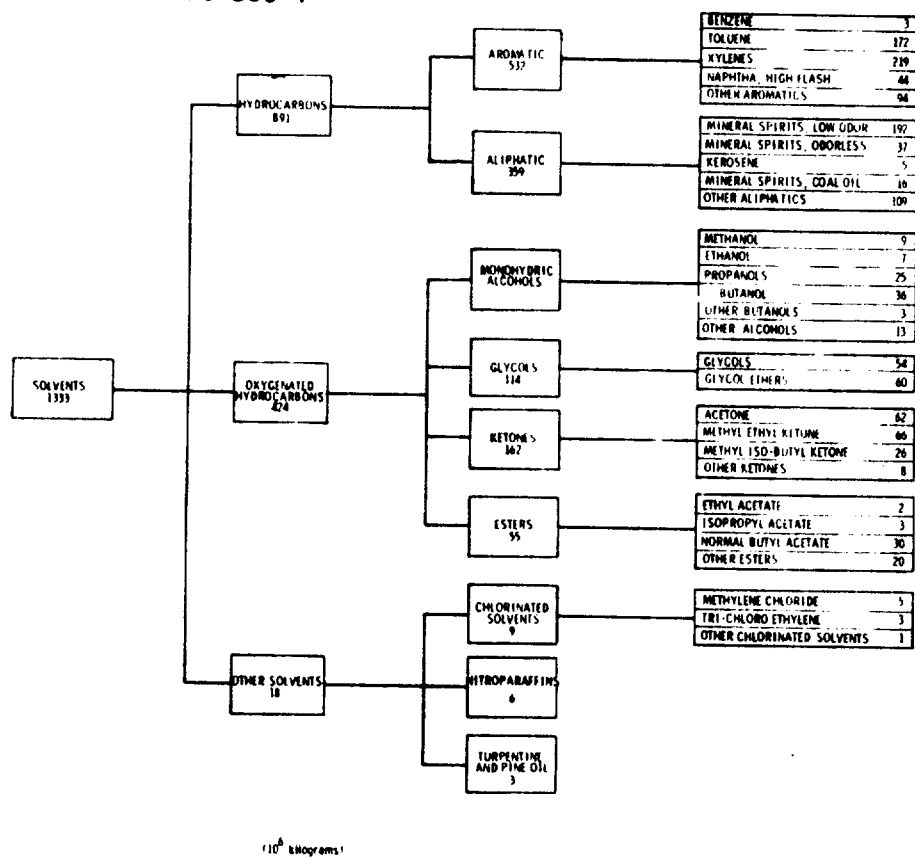 BENZENE 3
TOLUENE 172
XYLENES 219
NAPHTHA, HIGH FLASH 44
OTHER AROMATICS 94
AROMATIC
532
HYDROCARBONS
891
MINERAL SPIRITS, LOW ODOR 192
MINERAL SPIRITS, ODORLESS 37
KEROSENE 5
MINERAL SPIRITS, COAL OIL 16
OTHER ALIPHATICS 109
ALIPHATIC
359
METHANOL 9
ETHANOL 7
PROPANOLS 25
BUTANOL 36
OTHER BUTANOLS 3
OTHER ALCOHOLS 13
MONOHYDRIC
ALCOHOLS
GLYCOLS
114
GLYCOLS 54
GLYCOL ETHERS 60
SOLVENTS
1333
OXYGENATED
HYDROCARBONS
424
KETONES
162
ACETONE 62
METHYL ETHYL KETONE 66
METHYL ISO-BUTYL KETONE 26
OTHER KETONES 8
ESTERS
55
ETHYL ACETATE 2
ISOPROPYL ACETATE 3
NORMAL BUTYL ACETATE 30
OTHER ESTERS 20
CHLORINATED
SOLVENTS
9
METHYLENE CHLORIDE 5
TRI-CHLORO ETHYLENE 3
OTHER CHLORINATED SOLVENTS 1
OTHER SOLVENTS
18
NITROPARAFFINS
6
TURPENTINE
AND PINE OIL
3
(10⁶ kilograms)